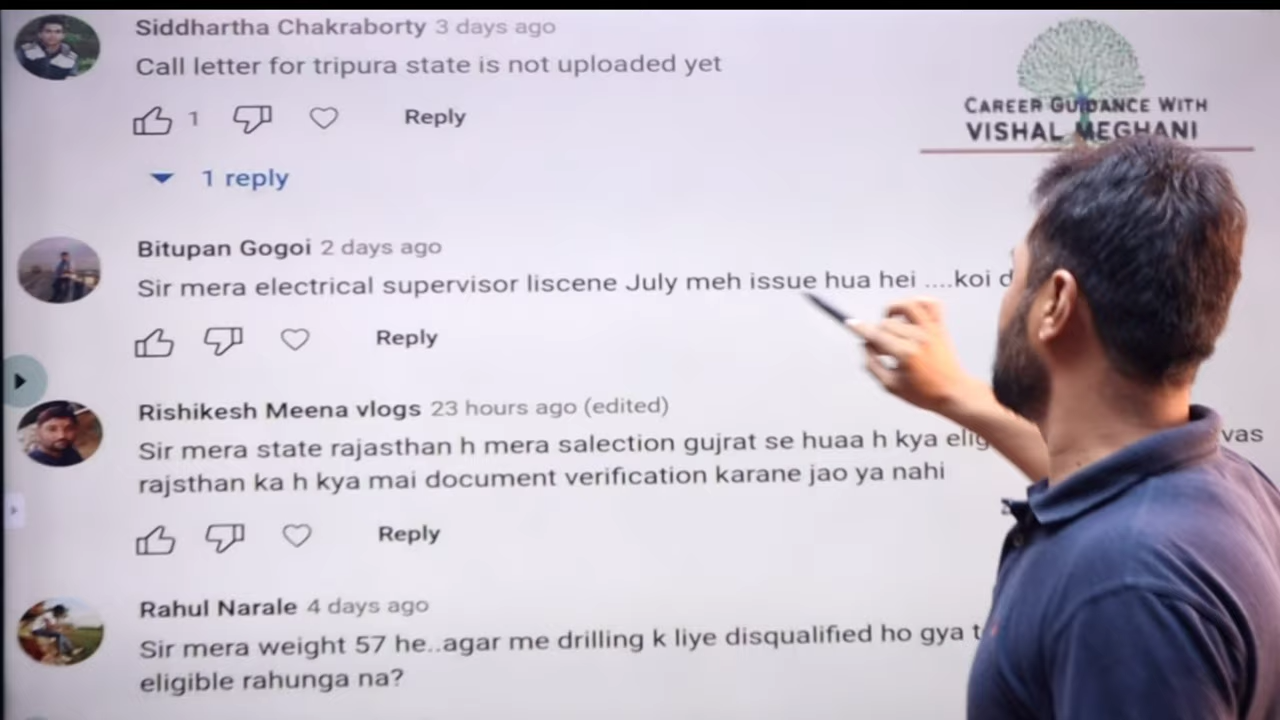 Siddhartha Chakraborty 3 days ago
Call letter for tripura state is not uploaded yet
1
Reply
1 reply
CAREER GUIDANCE WITH
VISHAL MEGHANI
Bitupan Gogoi 2 days ago
Sir mera electrical supervisor liscene July meh issue hua hei ....koi
Reply
Rishikesh Meena vlogs 23 hours ago (edited)
Sir mera state rajasthan h mera salection gujrat se huaa h kya
rajsthan ka h kya mai document verification karane jao ya nahi
Reply
Rahul Narale 4 days ago
Sir mera weight 57 he..agar me drilling k liye disqualified ho gya
eligible rahunga na?